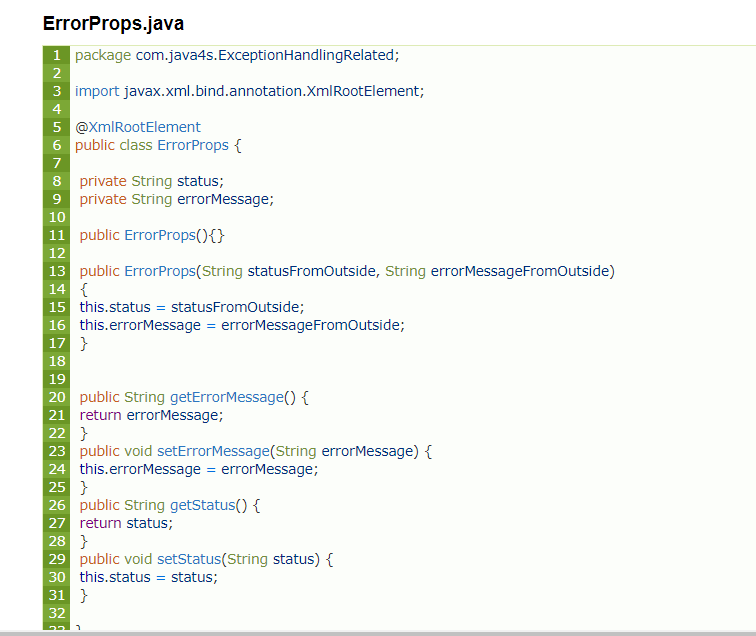 ErrorProps.java
1 package com.java4s.ExceptionHandlingRelated;
2
3 import javax.xml.bind.annotation.XmlRootElement;
4
5 @XmlRootElement
6 public class ErrorProps {
7
8 private String status;
9 private String errorMessage;
10
11 public ErrorProps(){}
12
13 public ErrorProps(String statusFromOutside, String errorMessageFromOutside)
14 {
15 this.status = statusFromOutside;
16 this.errorMessage = errorMessageFromOutside;
17 }
18
19
20 public String getErrorMessage() {
21 return errorMessage;
22 }
23 public void setErrorMessage(String errorMessage) {
24 this.errorMessage = errorMessage;
25 }
26 public String getStatus() {
27 return status;
28 }
29 public void setStatus(String status) {
30 this.status = status;
31 }
32
33 }